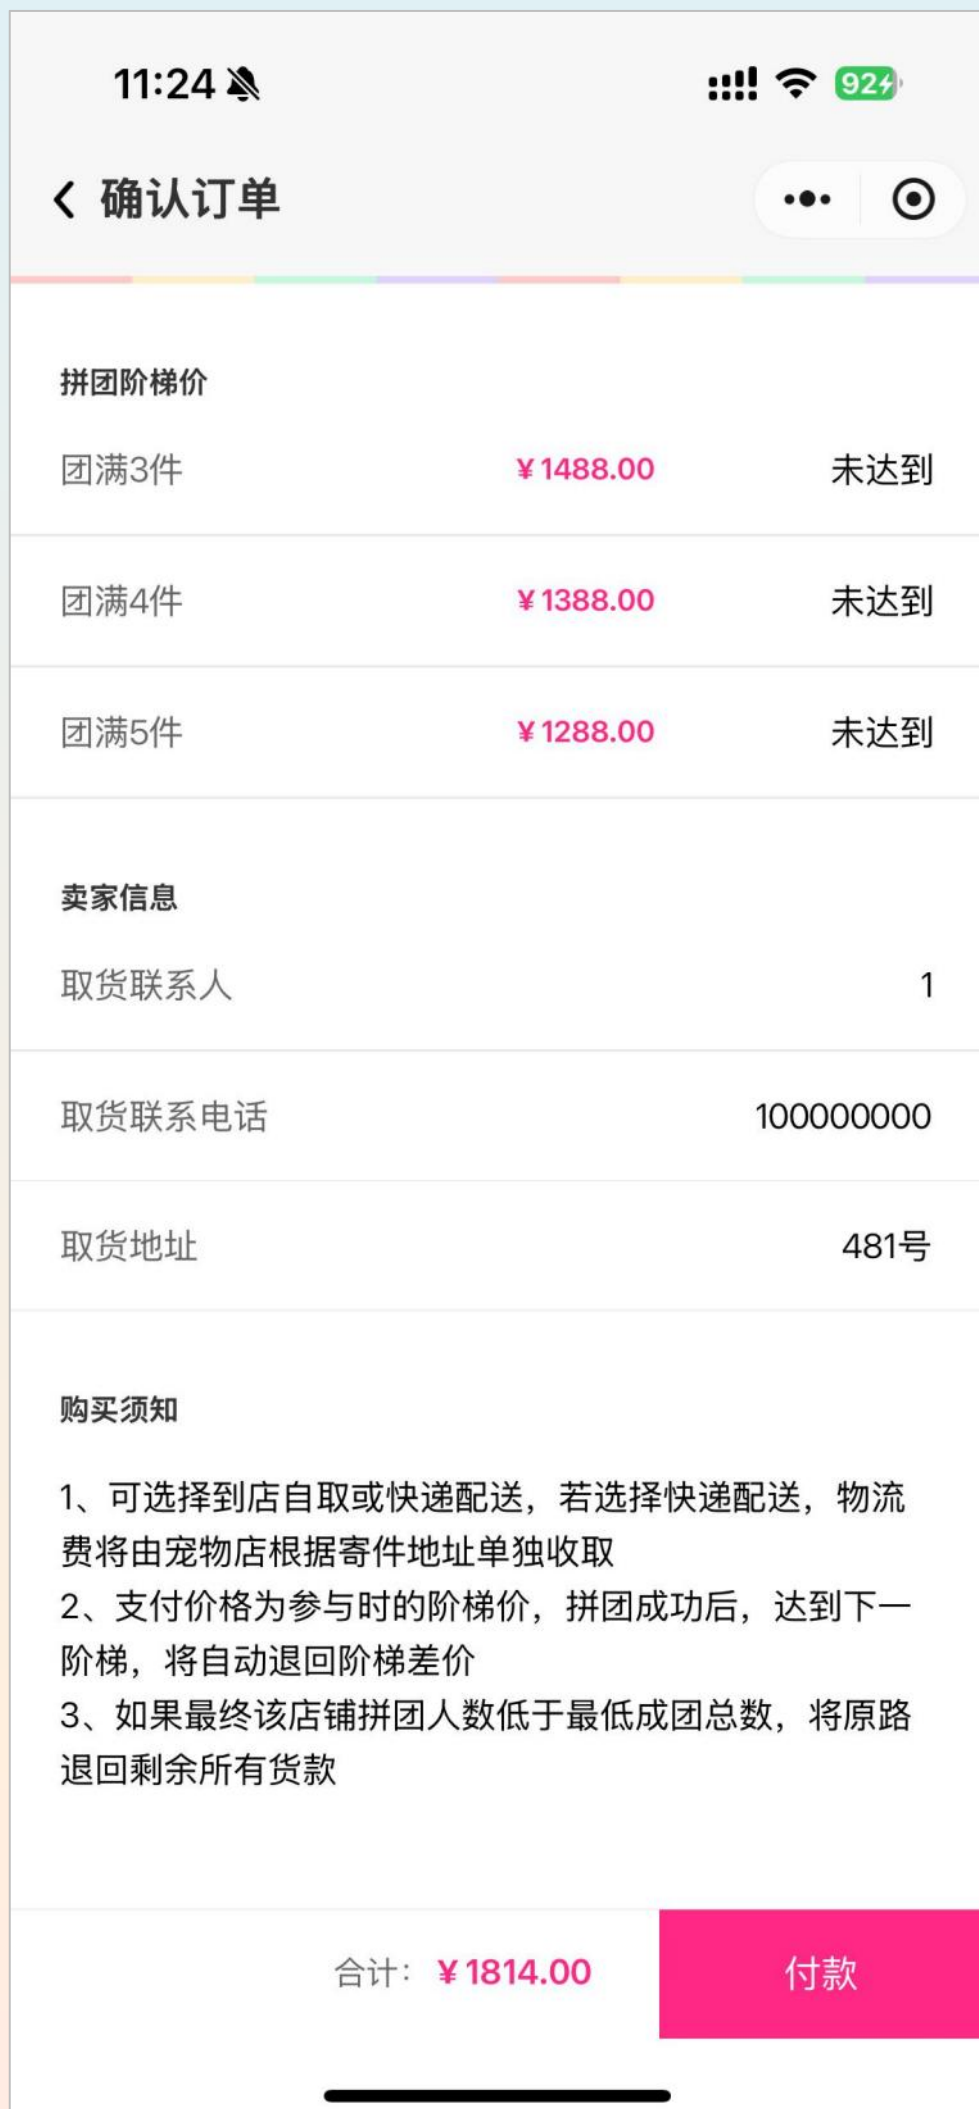 11:24
92
确认订单
拼团阶梯价
团满3件 ¥1488.00 未达到
团满4件 ¥1388.00 未达到
团满5件 ¥1288.00 未达到
卖家信息
取货联系人 1
取货联系电话 100000000
取货地址 481号
购买须知
1、可选择到店自取或快递配送，若选择快递配送，物流
费将由宠物店根据寄件地址单独收取
2、支付价格为参与时的阶梯价，拼团成功后，达到下一
阶梯，将自动退回阶梯差价
3、如果最终该店铺拼团人数低于最低成团总数，将原路
退回剩余所有货款
合计：¥1814.00 付款